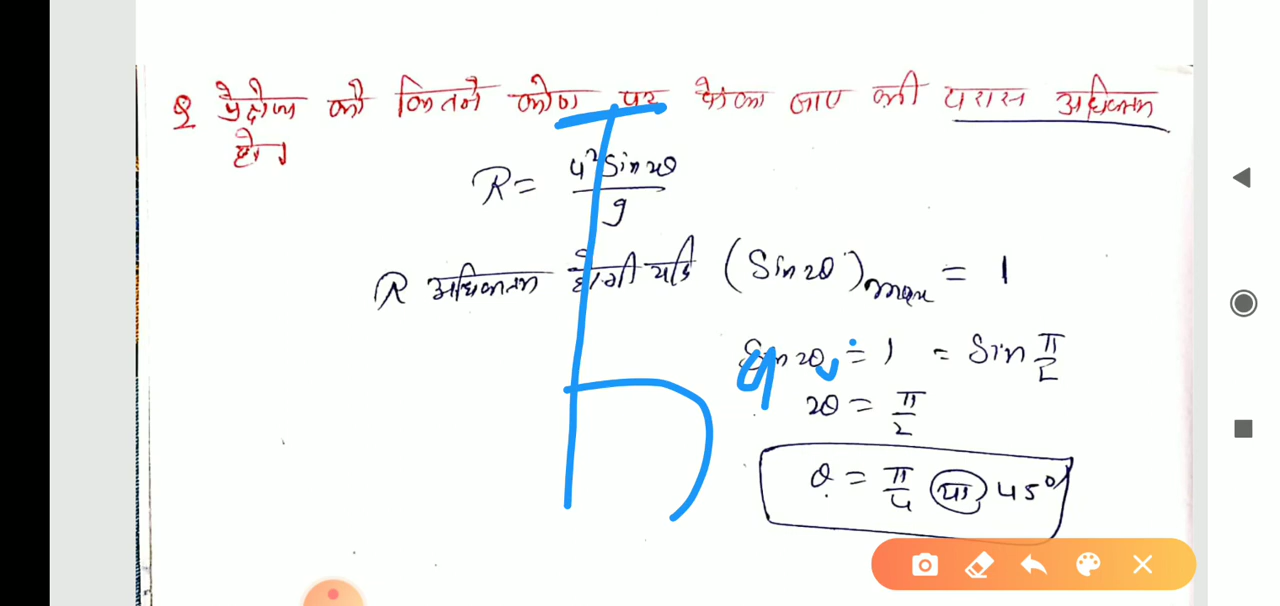 Q प्रक्षेप्य को कितने कोण पर फेंका जाए की परास अधिकतम
होग
R = u²Sin2θ/g
R अधिकतम होगी यदि (Sin2θ)max = 1
Sin2θ = 1 = Sin π/2
2θ = π/2
θ = π/4 या 45°